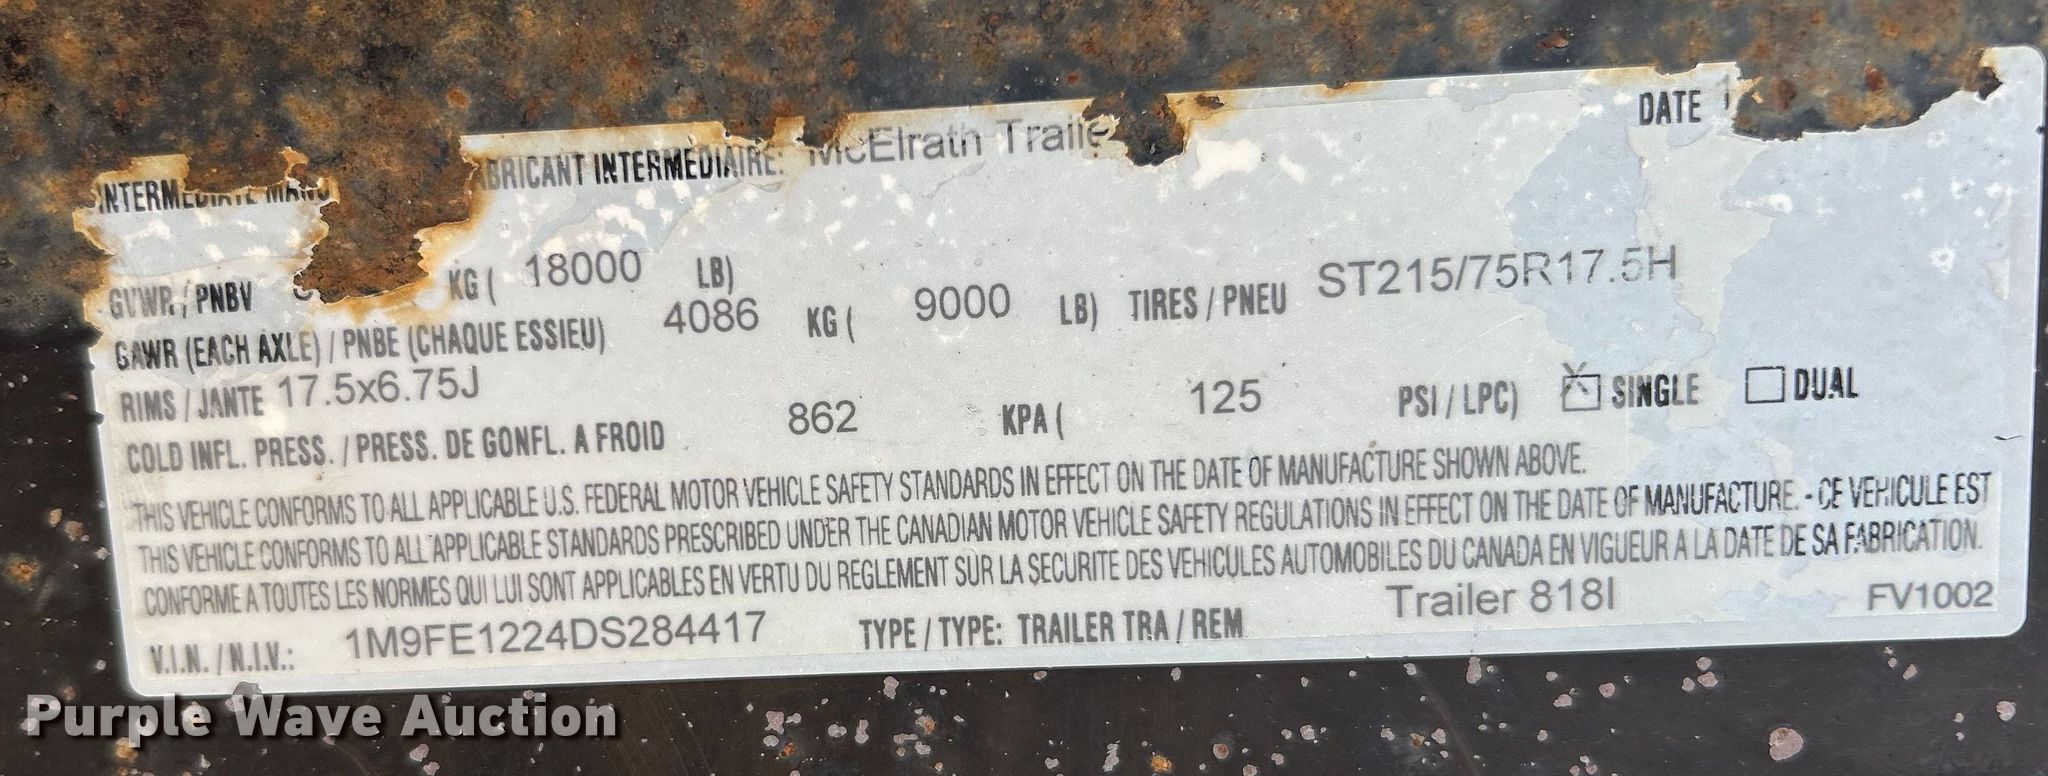 DATE
INTERMEDIATE ABRICANT INTERMEDIAIRE: McElrath Traile
GVWR / PNBV KG ( 18000 LB)
GAWR (EACH AXLE) / PNBE (CHAQUE ESSIEU) 4086 KG ( 9000 LB) TIRES / PNEU ST215/75R17.5H
RIMS / JANTE 17.5x6.75J
COLD INFL. PRESS. / PRESS. DE GONFL. A FROID 862 KPA ( 125 PSI / LPC) SINGLE DUAL
THIS VEHICLE CONFORMS TO ALL APPLICABLE U.S. FEDERAL MOTOR VEHICLE SAFETY STANDARDS IN EFFECT ON THE DATE OF MANUFACTURE SHOWN ABOVE.
THIS VEHICLE CONFORMS TO ALL APPLICABLE STANDARDS PRESCRIBED UNDER THE CANADIAN MOTOR VEHICLE SAFETY REGULATIONS IN EFFECT ON THE DATE OF MANUFACTURE. - CE VEHICULE EST
CONFORME A TOUTES LES NORMES QUI LUI SONT APPLICABLES EN VERTU DU REGLEMENT SUR LA SECURITE DES VEHICULES AUTOMOBILES DU CANADA EN VIGUEUR A LA DATE DE SA FABRICATION.
V.I.N. / N.I.V.: 1M9FE1224DS284417 TYPE / TYPE: TRAILER TRA / REM Trailer 818I FV1002
Purple Wave Auction